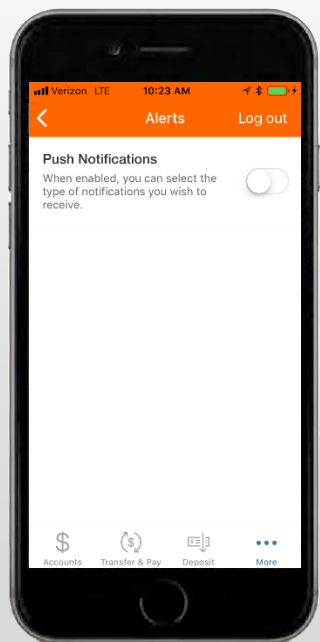 Verizon LTE 10:23 AM
Alerts Log out
Push Notifications
When enabled, you can select the
type of notifications you wish to
receive.
$ ($)
Accounts Transfer & Pay Deposit More